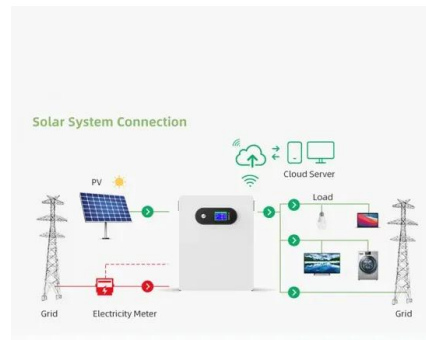 Solar System Connection
Cloud Server
PV
Load
Grid
Electricity Meter
Grid